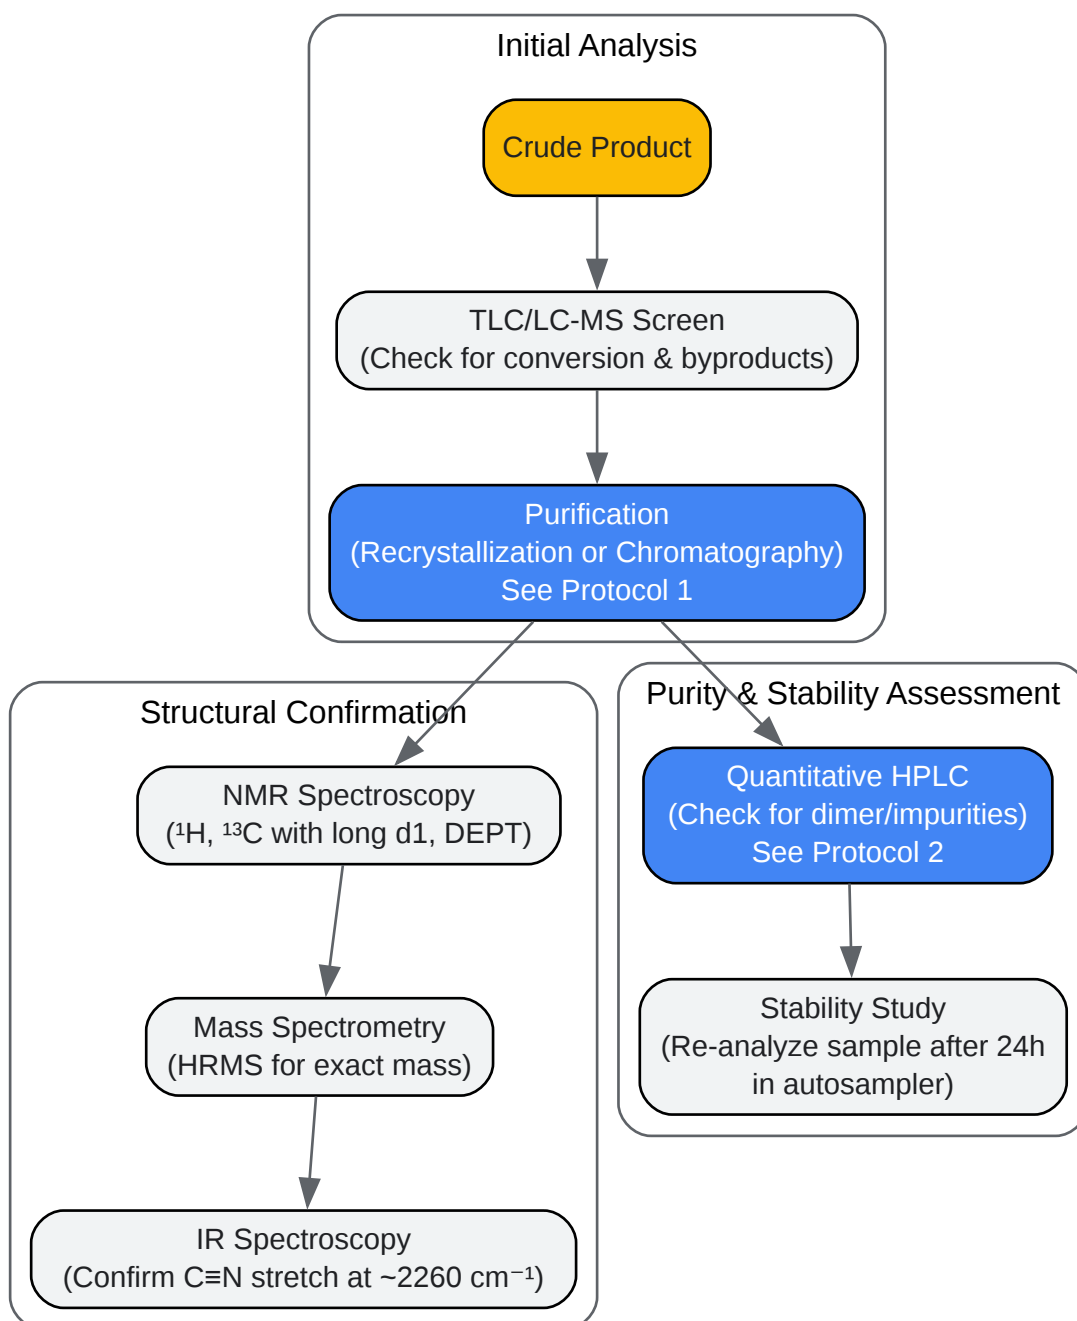 Initial Analysis
Crude Product
TLC/LC-MS Screen
(Check for conversion & byproducts)
Purification
(Recrystallization or Chromatography)
See Protocol 1
Structural Confirmation
NMR Spectroscopy
(¹H, ¹³C with long d1, DEPT)
Mass Spectrometry
(HRMS for exact mass)
IR Spectroscopy
(Confirm C≡N stretch at ~2260 cm⁻¹)
Purity & Stability Assessment
Quantitative HPLC
(Check for dimer/impurities)
See Protocol 2
Stability Study
(Re-analyze sample after 24h
in autosampler)